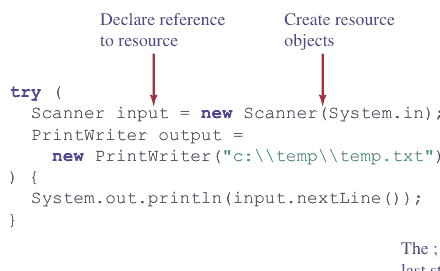 Declare reference
to resource
Create resource
objects
try (
Scanner input = new Scanner(System.in);
PrintWriter output =
new PrintWriter("c:\\temp\\temp.txt")
) {
System.out.println(input.nextLine());
}
The ;
last